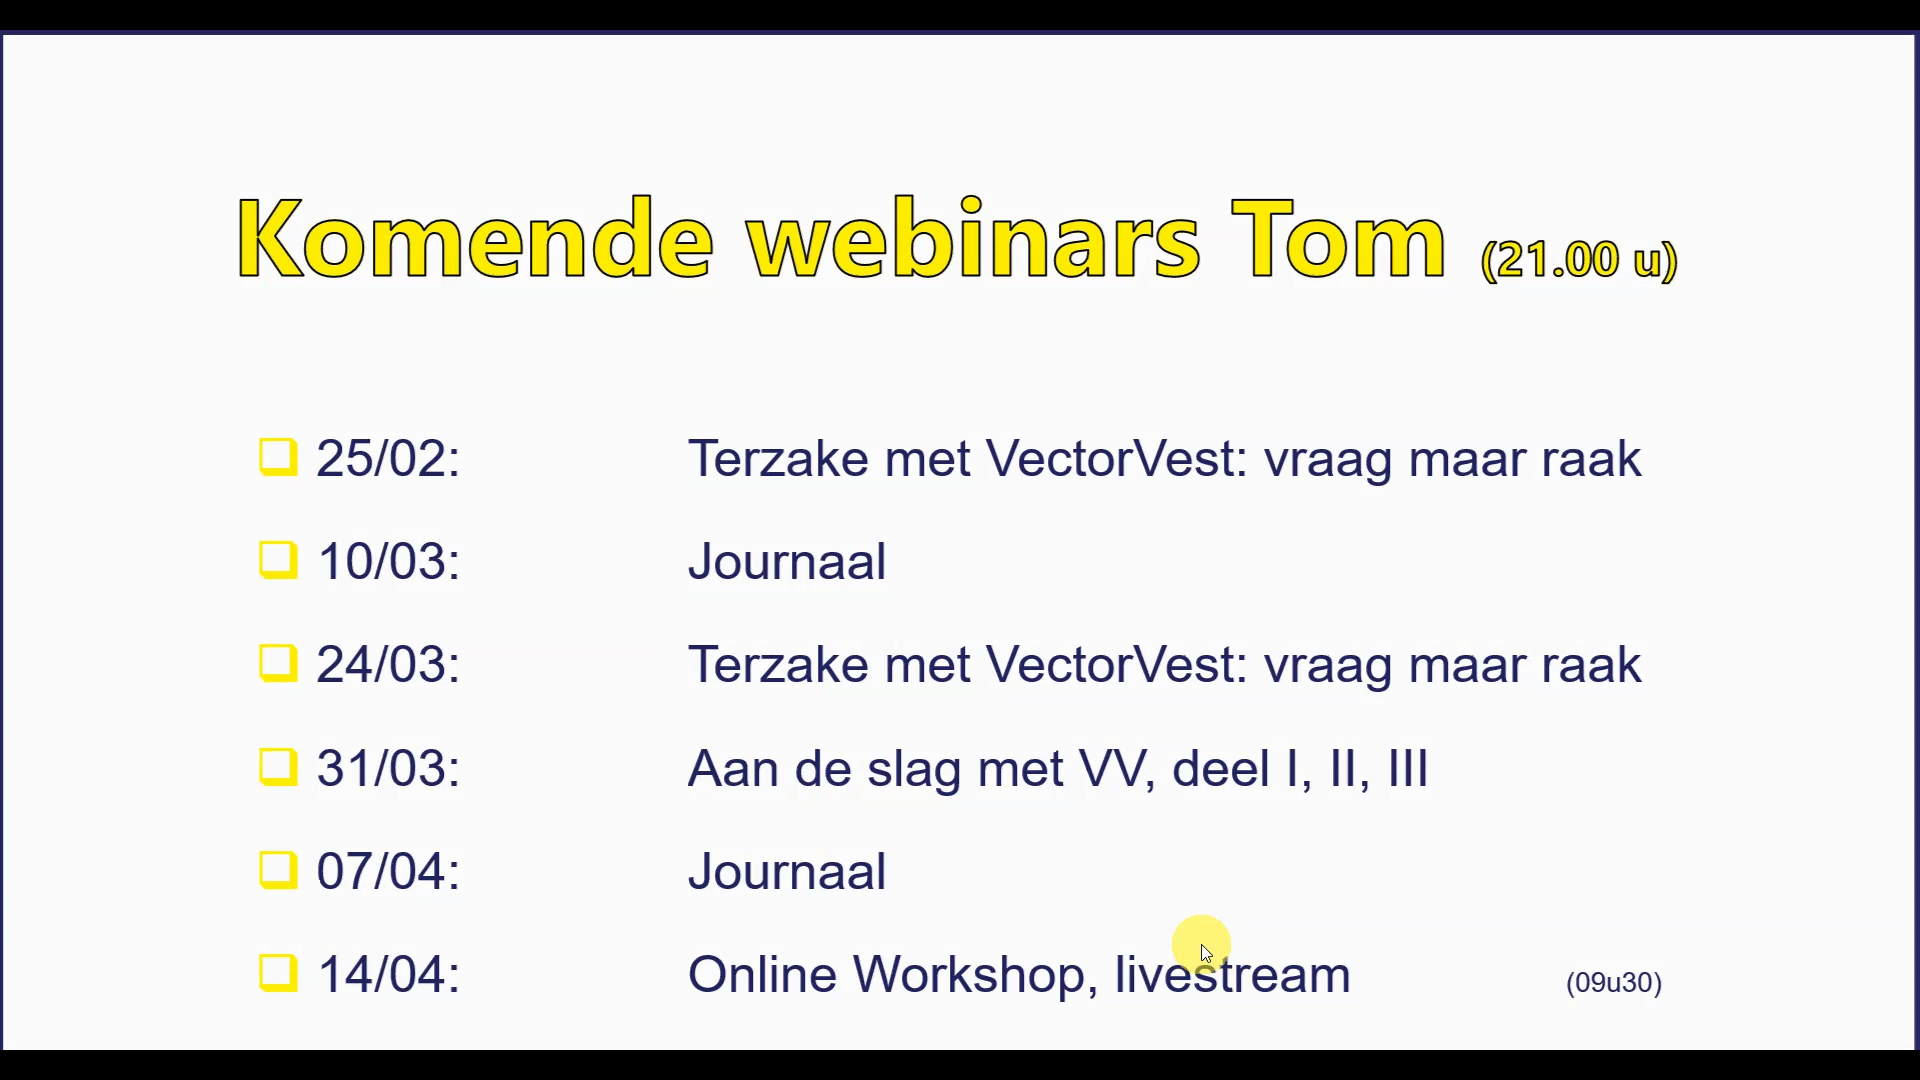 Komende webinars Tom (21.00 u)
25/02: Terzake met VectorVest: vraag maar raak
10/03: Journaal
24/03: Terzake met VectorVest: vraag maar raak
31/03: Aan de slag met VV, deel I, II, III
07/04: Journaal
14/04: Online Workshop, livestream (09u30)